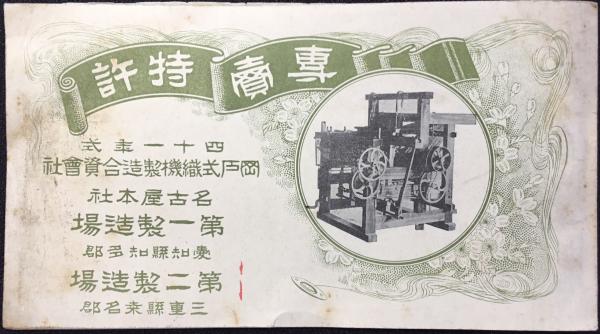 專賣特許
四十一年式
岡戸式織機製造合資會社
名古屋本社
第一製造場
愛知縣知多郡
第二製造場
三重縣桑名郡